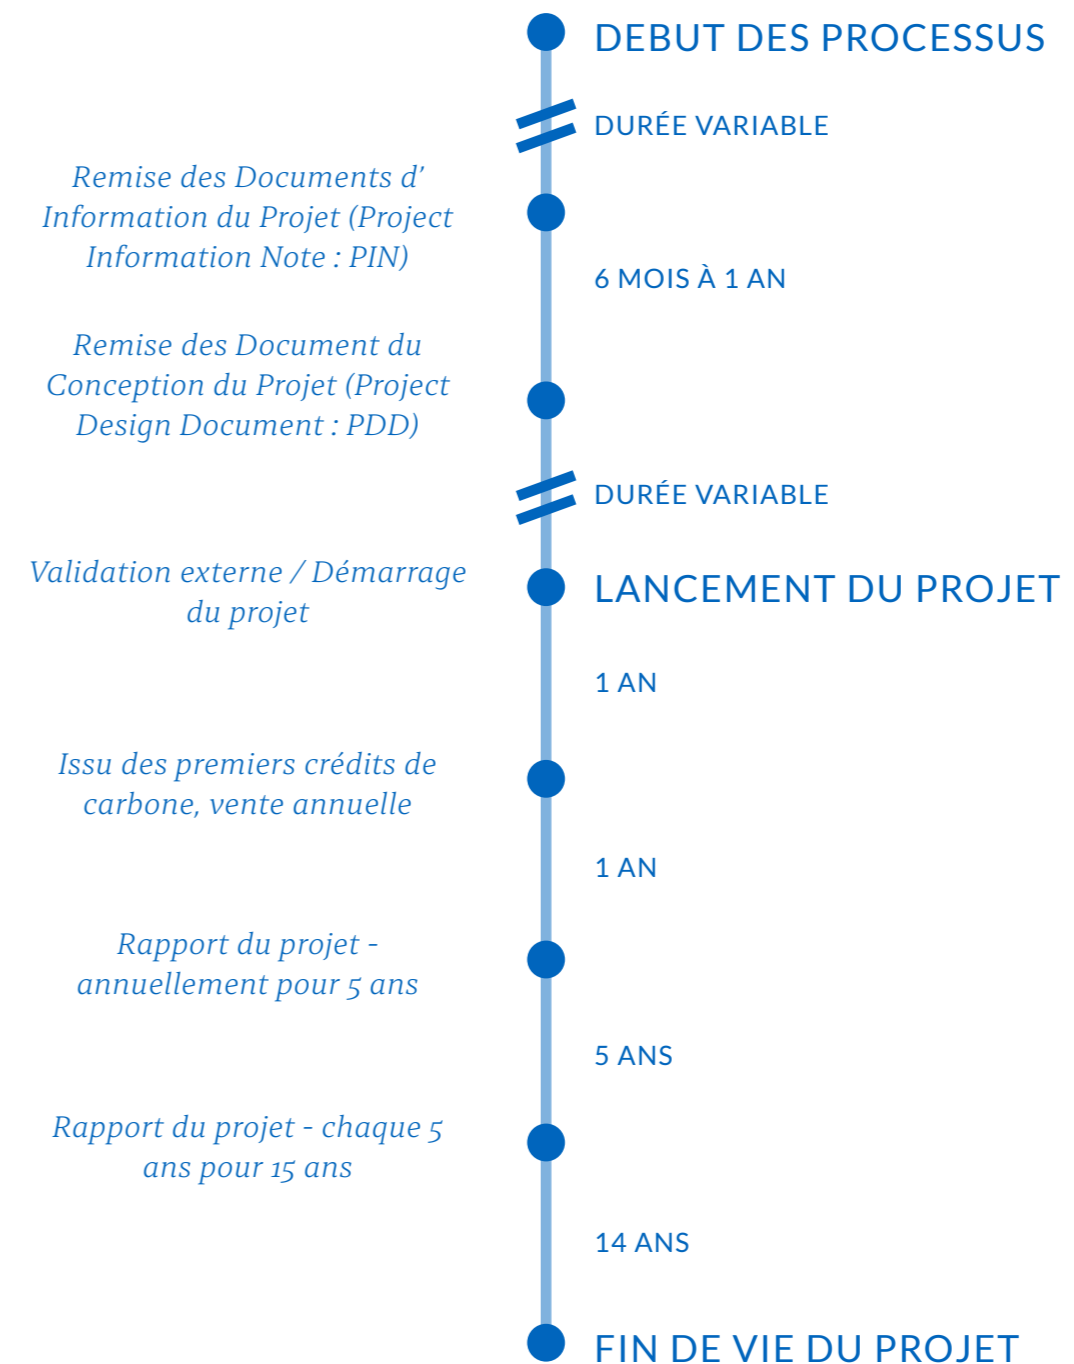 DEBUT DES PROCESSUS
DURÉE VARIABLE
Remise des Documents d'
Information du Projet (Project
Information Note : PIN)
6 MOIS À 1 AN
Remise des Document du
Conception du Projet (Project
Design Document : PDD)
DURÉE VARIABLE
Validation externe / Démarrage
du projet
LANCEMENT DU PROJET
1 AN
Issu des premiers crédits de
carbone, vente annuelle
1 AN
Rapport du projet -
annuellement pour 5 ans
5 ANS
Rapport du projet - chaque 5
ans pour 15 ans
14 ANS
FIN DE VIE DU PROJET